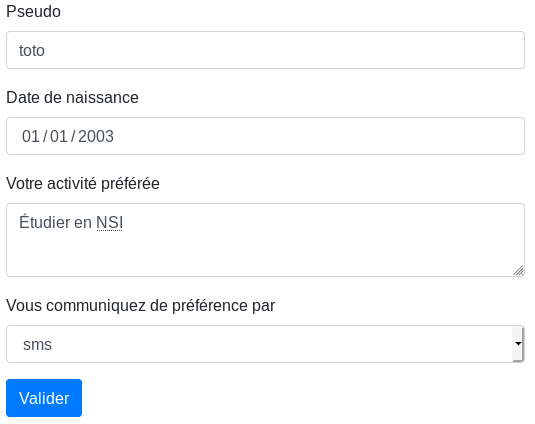 Pseudo
toto
Date de naissance
01/01/2003
Votre activité préférée
Étudier en NSI
Vous communiquez de préférence par
sms
Valider